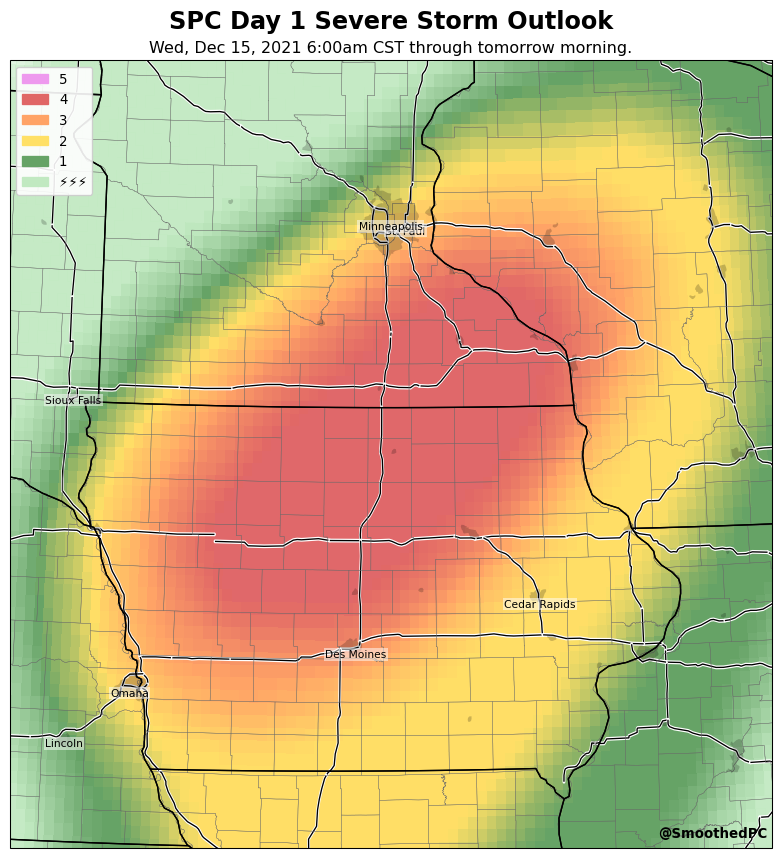 SPC Day 1 Severe Storm Outlook
Wed, Dec 15, 2021 6:00am CST through tomorrow morning.
5
4
3
2
1
⚡⚡⚡
Minneapolis
St. Paul
Sioux Falls
Cedar Rapids
Des Moines
Omaha
Lincoln
@SmoothedPC